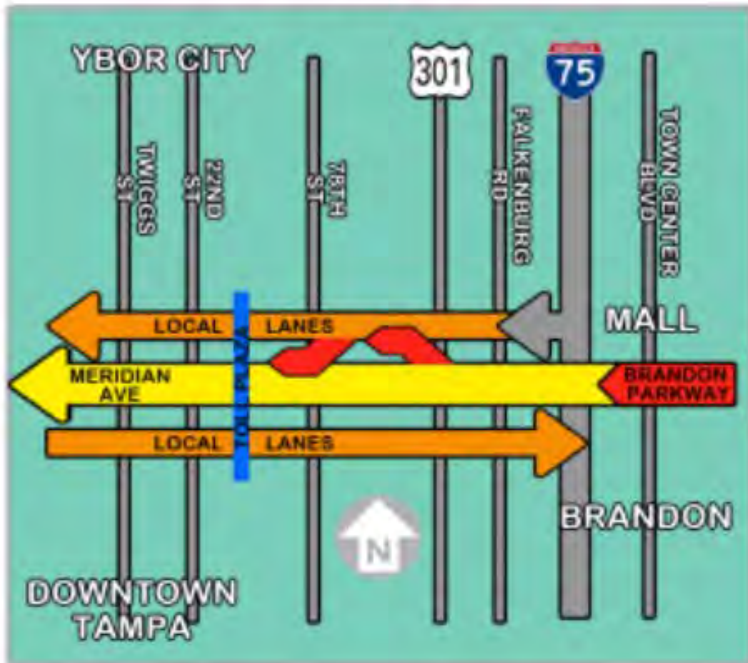 YBOR CITY
301
INTERSTATE
75
TWIGGS
ST
22ND
ST
78TH
ST
FALKENBURG
RD
TOWN CENTER
BLVD
MALL
LOCAL LANES
TOLL PLAZA
MERIDIAN
AVE
BRANDON
PARKWAY
LOCAL LANES
BRANDON
N
DOWNTOWN
TAMPA